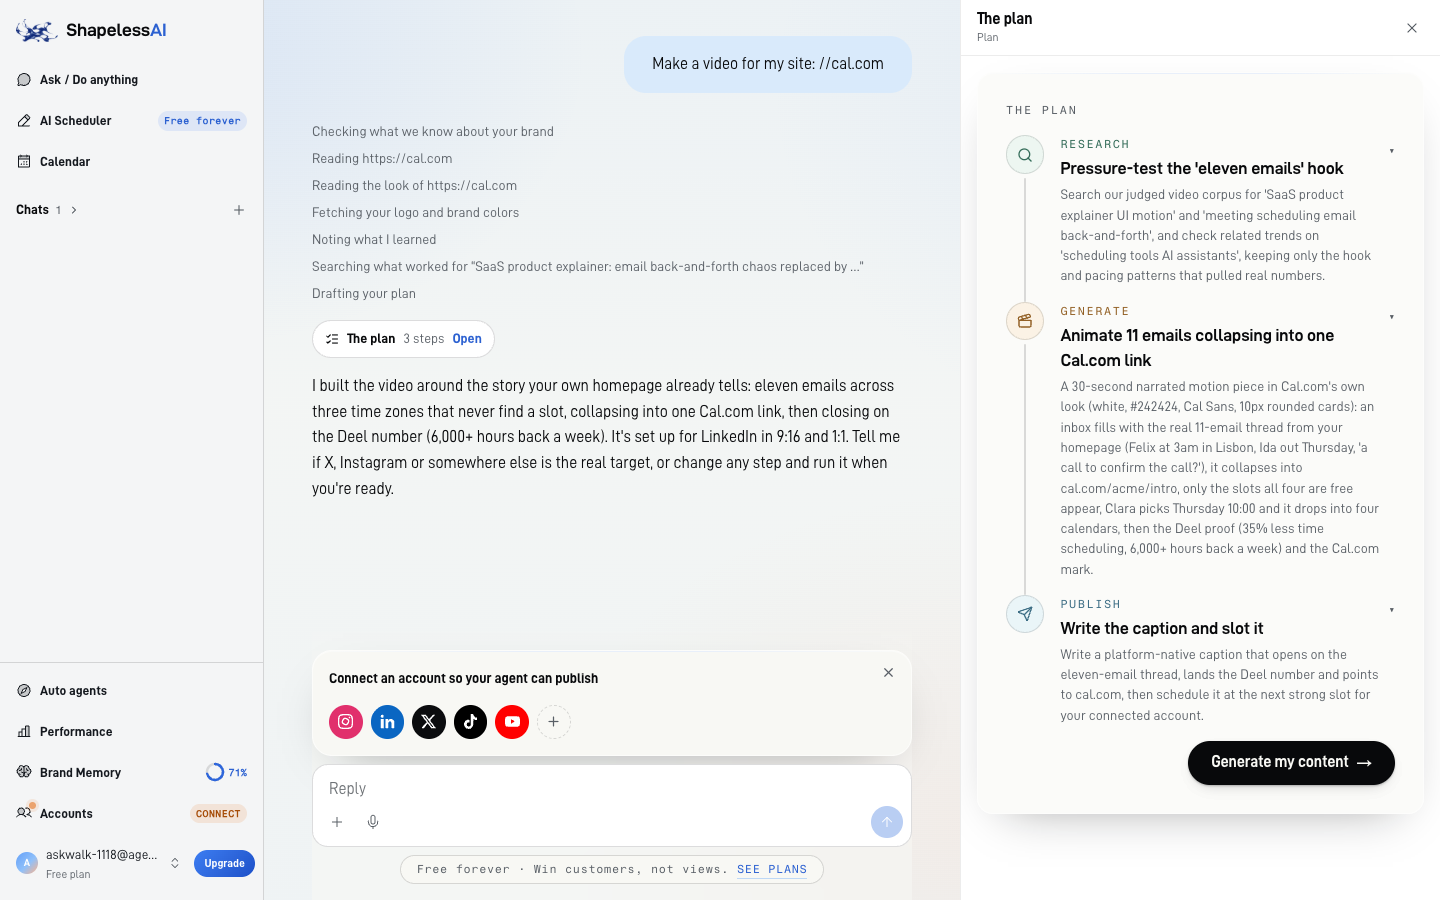 ShapelessAI
Ask / Do anything
AI Scheduler Free forever
Calendar
Chats 1
Auto agents
Performance
Brand Memory 71%
Accounts CONNECT
A askwalk-1118@age...
Free plan
Upgrade
Make a video for my site: //cal.com
Checking what we know about your brand
Reading https://cal.com
Reading the look of https://cal.com
Fetching your logo and brand colors
Noting what I learned
Searching what worked for "SaaS product explainer: email back-and-forth chaos replaced by ..."
Drafting your plan
The plan 3 steps Open
I built the video around the story your own homepage already tells: eleven emails across
three time zones that never find a slot, collapsing into one Cal.com link, then closing on
the Deel number (6,000+ hours back a week). It's set up for LinkedIn in 9:16 and 1:1. Tell me
if X, Instagram or somewhere else is the real target, or change any step and run it when
you're ready.
Connect an account so your agent can publish
Reply
Free forever · Win customers, not views. SEE PLANS
The plan
Plan
THE PLAN
RESEARCH
Pressure-test the 'eleven emails' hook
Search our judged video corpus for 'SaaS product
explainer UI motion' and 'meeting scheduling email
back-and-forth', and check related trends on
'scheduling tools AI assistants', keeping only the hook
and pacing patterns that pulled real numbers.
GENERATE
Animate 11 emails collapsing into one
Cal.com link
A 30-second narrated motion piece in Cal.com's own
look (white, #242424, Cal Sans, 10px rounded cards): an
inbox fills with the real 11-email thread from your
homepage (Felix at 3am in Lisbon, Ida out Thursday, 'a
call to confirm the call?'), it collapses into
cal.com/acme/intro, only the slots all four are free
appear, Clara picks Thursday 10:00 and it drops into four
calendars, then the Deel proof (35% less time
scheduling, 6,000+ hours back a week) and the Cal.com
mark.
PUBLISH
Write the caption and slot it
Write a platform-native caption that opens on the
eleven-email thread, lands the Deel number and points
to cal.com, then schedule it at the next strong slot for
your connected account.
Generate my content →